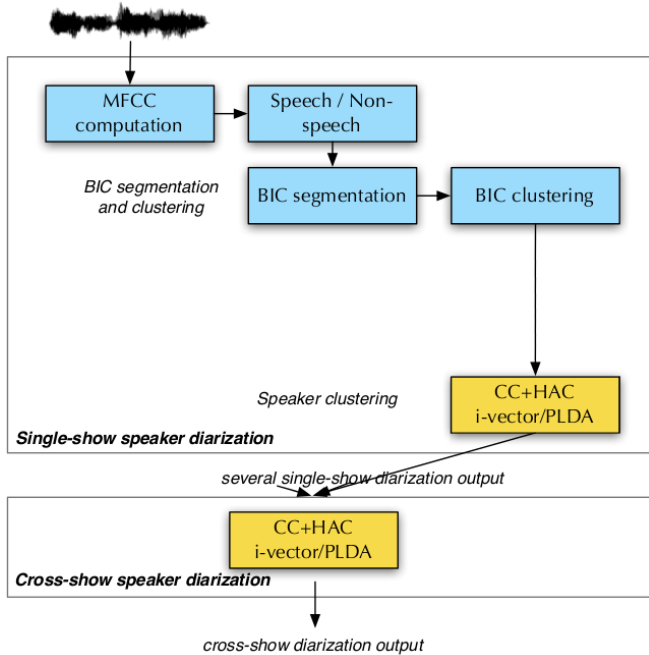 MFCC
computation
Speech / Non-
speech
BIC segmentation
and clustering
BIC segmentation
BIC clustering
Speaker clustering
CC+HAC
i-vector/PLDA
Single-show speaker diarization
several single-show diarization output
CC+HAC
i-vector/PLDA
Cross-show speaker diarization
cross-show diarization output